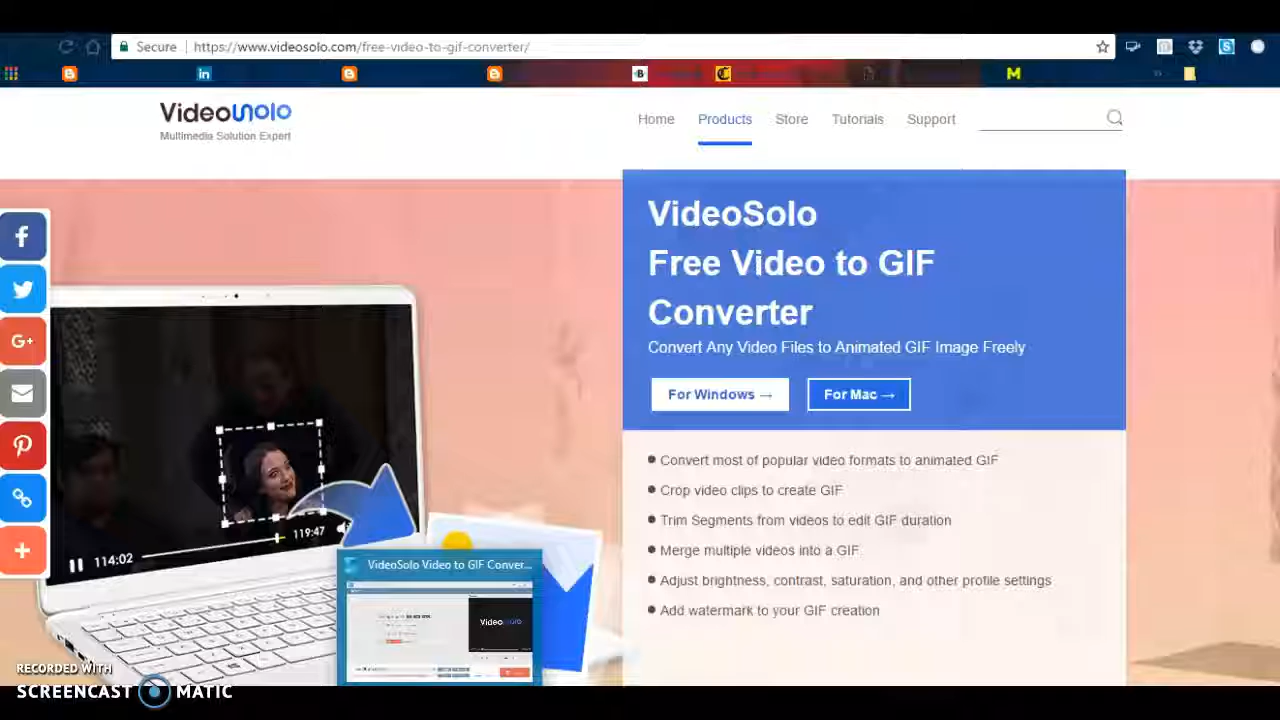 Secure
https://www.videosolo.com/free-video-to-gif-converter/
VideoSolo
Multimedia Solution Expert
Home
Products
Store
Tutorials
Support
VideoSolo
Free Video to GIF
Converter
Convert Any Video Files to Animated GIF Image Freely
For Windows →
For Mac →
Convert most of popular video formats to animated GIF
Crop video clips to create GIF
Trim Segments from videos to edit GIF duration
Merge multiple videos into a GIF
Adjust brightness, contrast, saturation, and other profile settings
Add watermark to your GIF creation
G+
114:02
119:47
VideoSolo Video to GIF Conver...
VideoSolo
RECORDED WITH
SCREENCAST MATIC